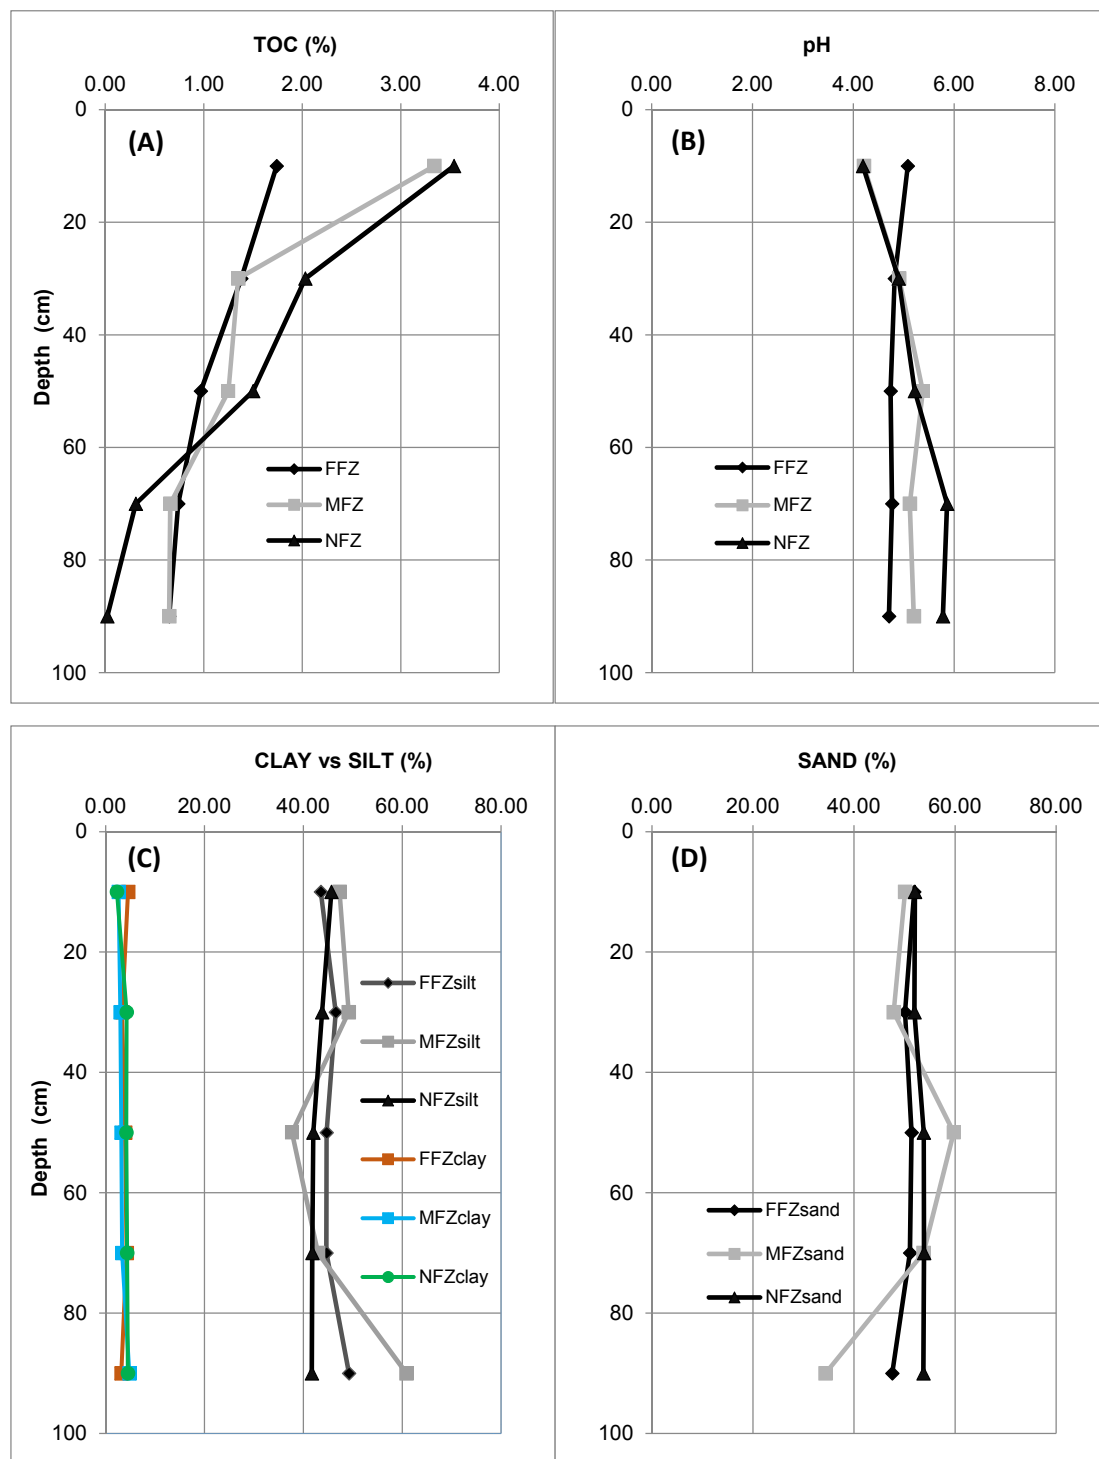 TOC (%)
0.00 1.00 2.00 3.00 4.00
0
20
40
60
80
100
Depth (cm)
(A)
FFZ
MFZ
NFZ
pH
0.00 2.00 4.00 6.00 8.00
0
20
40
60
80
100
(B)
FFZ
MFZ
NFZ
CLAY vs SILT (%)
0.00 20.00 40.00 60.00 80.00
0
20
40
60
80
100
Depth (cm)
(C)
FFZsilt
MFZsilt
NFZsilt
FFZclay
MFZclay
NFZclay
SAND (%)
0.00 20.00 40.00 60.00 80.00
0
20
40
60
80
100
(D)
FFZsand
MFZsand
NFZsand